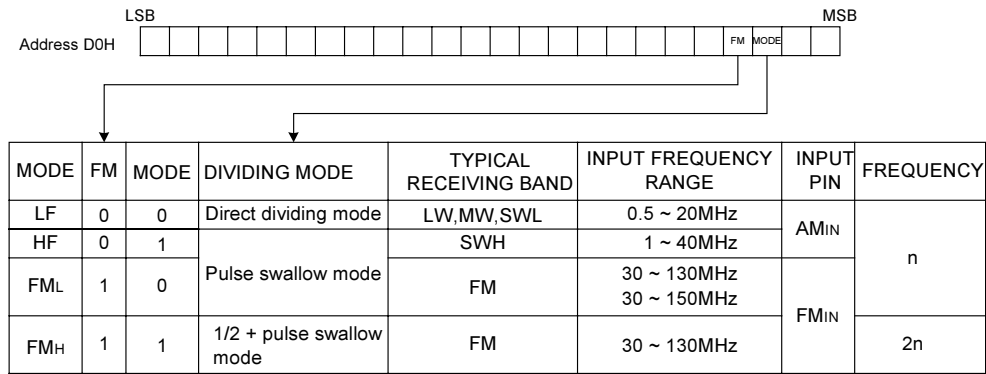 LSB MSB
Address D0H FM MODE
MODE FM MODE DIVIDING MODE TYPICAL RECEIVING BAND INPUT FREQUENCY RANGE INPUT PIN FREQUENCY
LF 0 0 Direct dividing mode LW,MW,SWL 0.5 ~ 20MHz AMIN n
HF 0 1 Pulse swallow mode SWH 1 ~ 40MHz
FML 1 0 FM 30 ~ 130MHz
30 ~ 150MHz FMIN
FMH 1 1 1/2 + pulse swallow mode FM 30 ~ 130MHz 2n